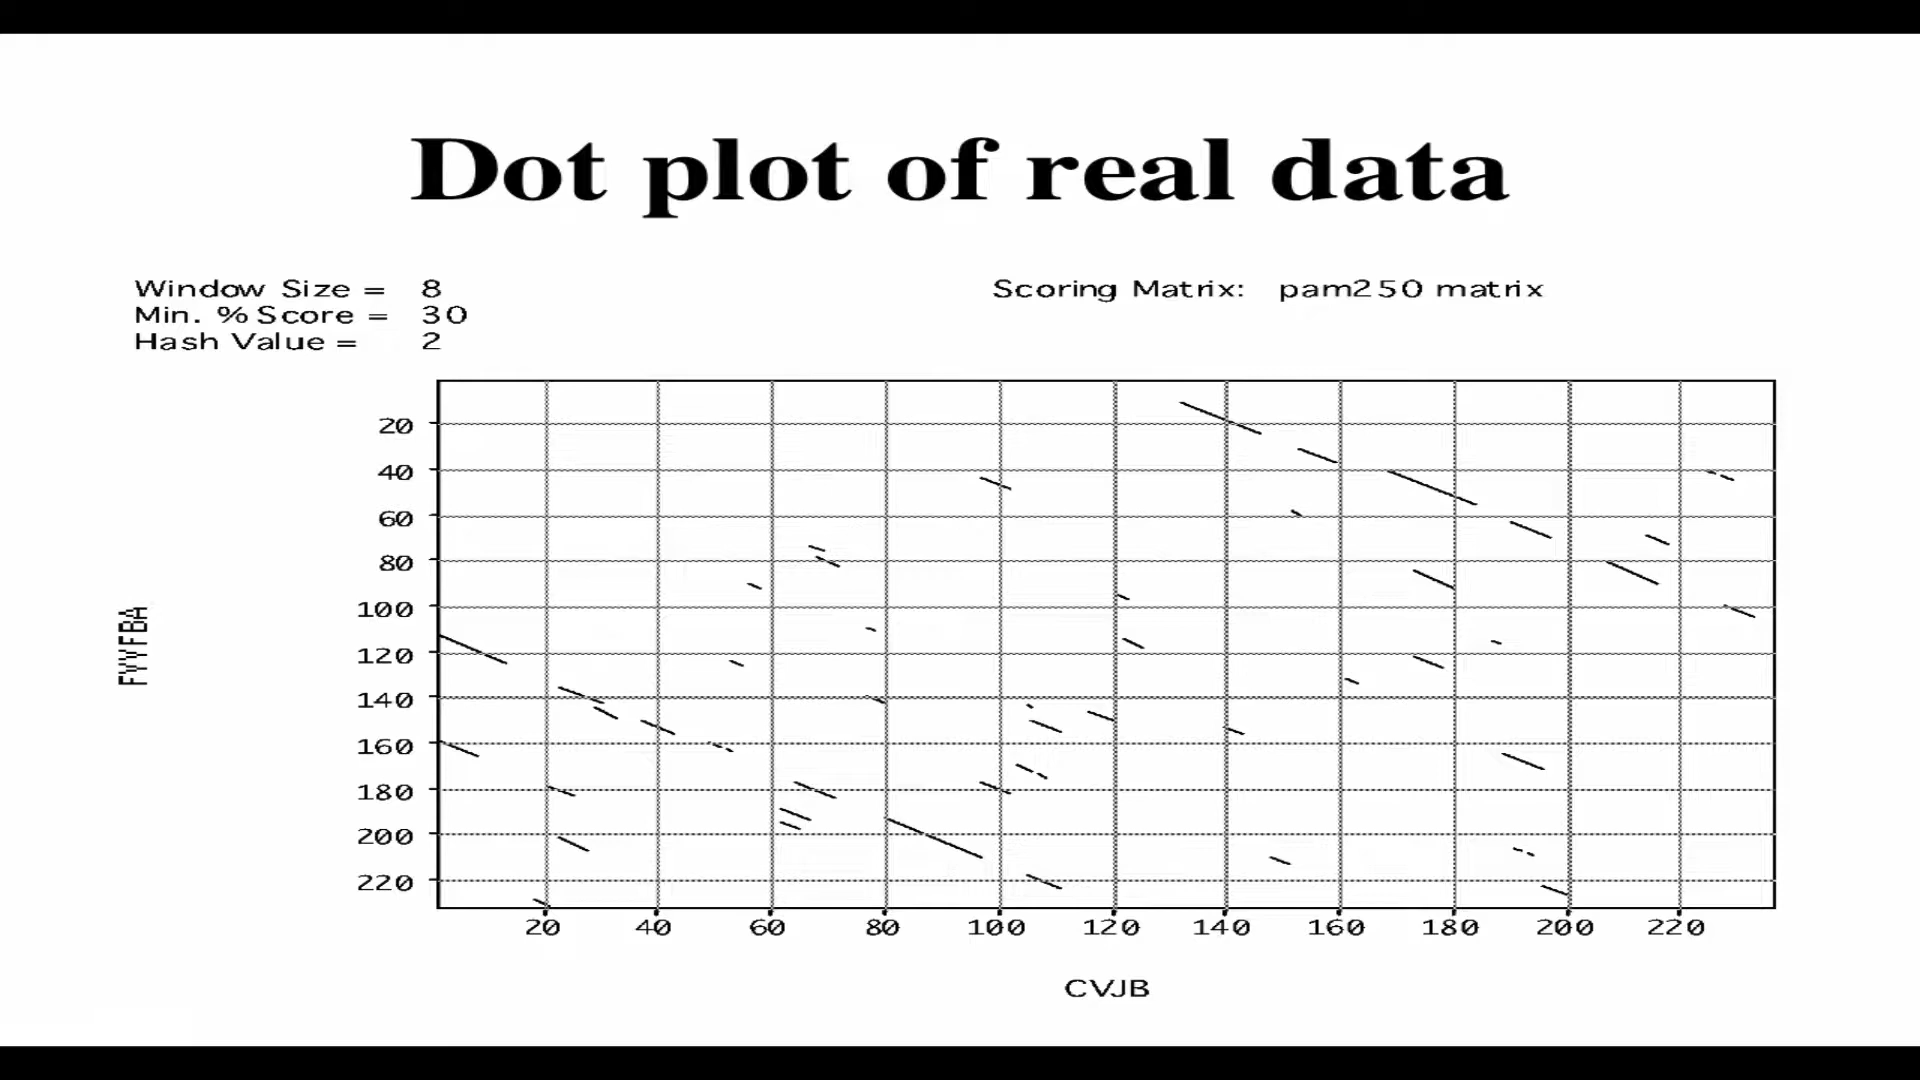 Dot plot of real data
Window Size = 8
Scoring Matrix: pam250 matrix
Min. % Score = 30
Hash Value = 2
20
40
60
80
100
120
140
160
180
200
220
FVVFBA
20 40 60 80 100 120 140 160 180 200 220
CVJB